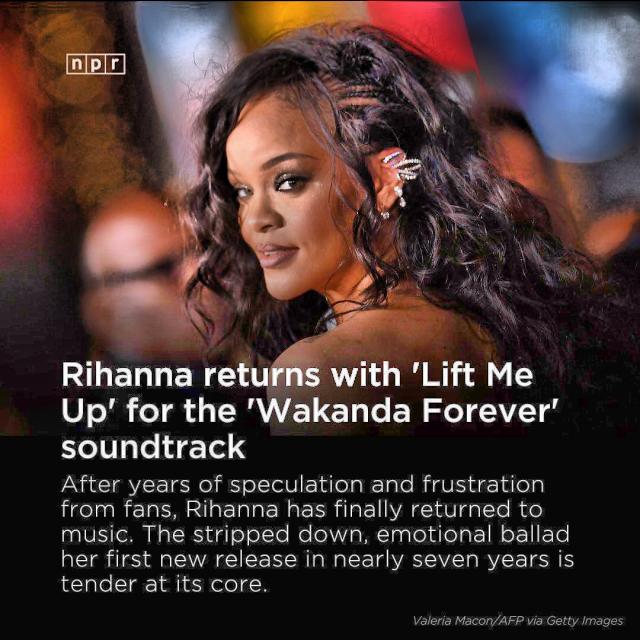 npr
Rihanna returns with 'Lift Me
Up' for the 'Wakanda Forever'
soundtrack
After years of speculation and frustration
from fans, Rihanna has finally returned to
music. The stripped down, emotional ballad
her first new release in nearly seven years is
tender at its core.
Valeria Macon/AFP via Getty Images